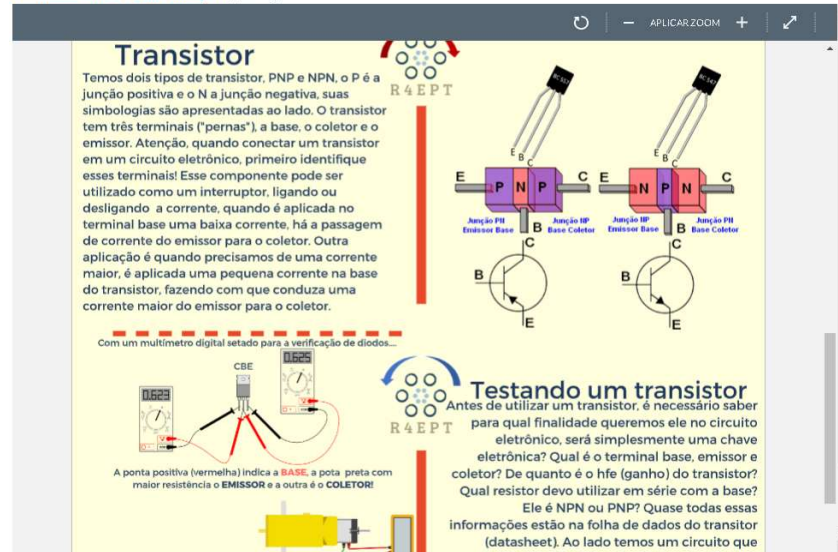 APLICAR ZOOM
Transistor
Temos dois tipos de transistor, PNP e NPN, o P é a
junção positiva e o N a junção negativa, suas
simbologias são apresentadas ao lado. O transistor
tem três terminais ("pernas"), a base, o coletor e o
emissor. Atenção, quando conectar um transistor
em um circuito eletrônico, primeiro identifique
esses terminais! Esse componente pode ser
utilizado como um interruptor, ligando ou
desligando a corrente, quando é aplicada no
terminal base uma baixa corrente, há a passagem
de corrente do emissor para o coletor. Outra
aplicação é quando precisamos de uma corrente
maior, é aplicada uma pequena corrente na base
do transistor, fazendo com que conduza uma
corrente maior do emissor para o coletor.
R4EPT
BC 557
E
B
C
E
P N P
C
Junção PN
Emissor Base
B
Junção NP
Base Coletor
C
B
E
BC 547
E
B
C
E
N P N
C
Junção NP
Emissor Base
B
Junção PN
Base Coletor
C
B
E
Com um multímetro digital setado para a verificação de diodos...
CBE
A ponta positiva (vermelha) indica a BASE, a pota preta com
maior resistência o EMISSOR e a outra é o COLETOR!
R4EPT
Testando um transistor
Antes de utilizar um transistor, é necessário saber
para qual finalidade queremos ele no circuito
eletrônico, será simplesmente uma chave
eletrônica? Qual é o terminal base, emissor e
coletor? De quanto é o hfe (ganho) do transistor?
Qual resistor devo utilizar em série com a base?
Ele é NPN ou PNP? Quase todas essas
informações estão na folha de dados do transitor
(datasheet). Ao lado temos um circuito que